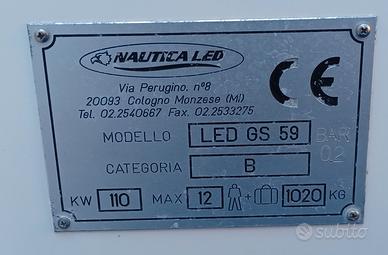 NAUTICA LED
Via Perugino, n°8
20093 Cologno Monzese (MI)
Tel. 02.2540667 Fax. 02.2533275
CE
MODELLO LED GS 59 BAR
0.2
CATEGORIA B
KW 110 MAX 12 + 1020 KG
subito